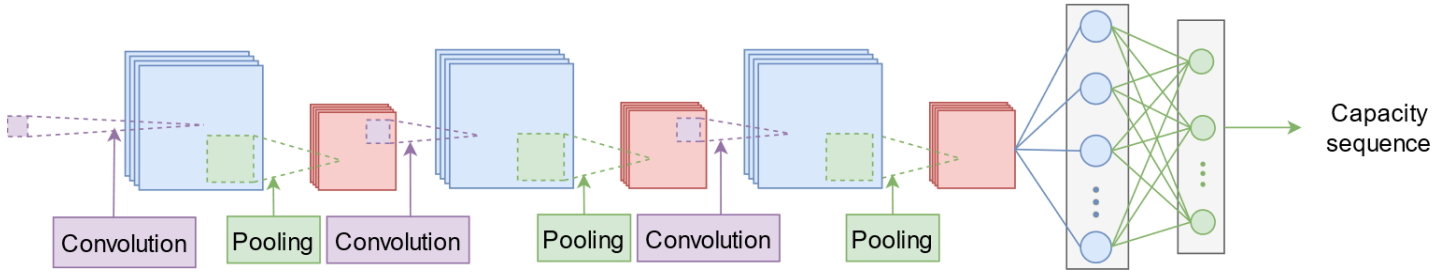 Convolution
Pooling
Convolution
Pooling
Convolution
Pooling
Capacity
sequence